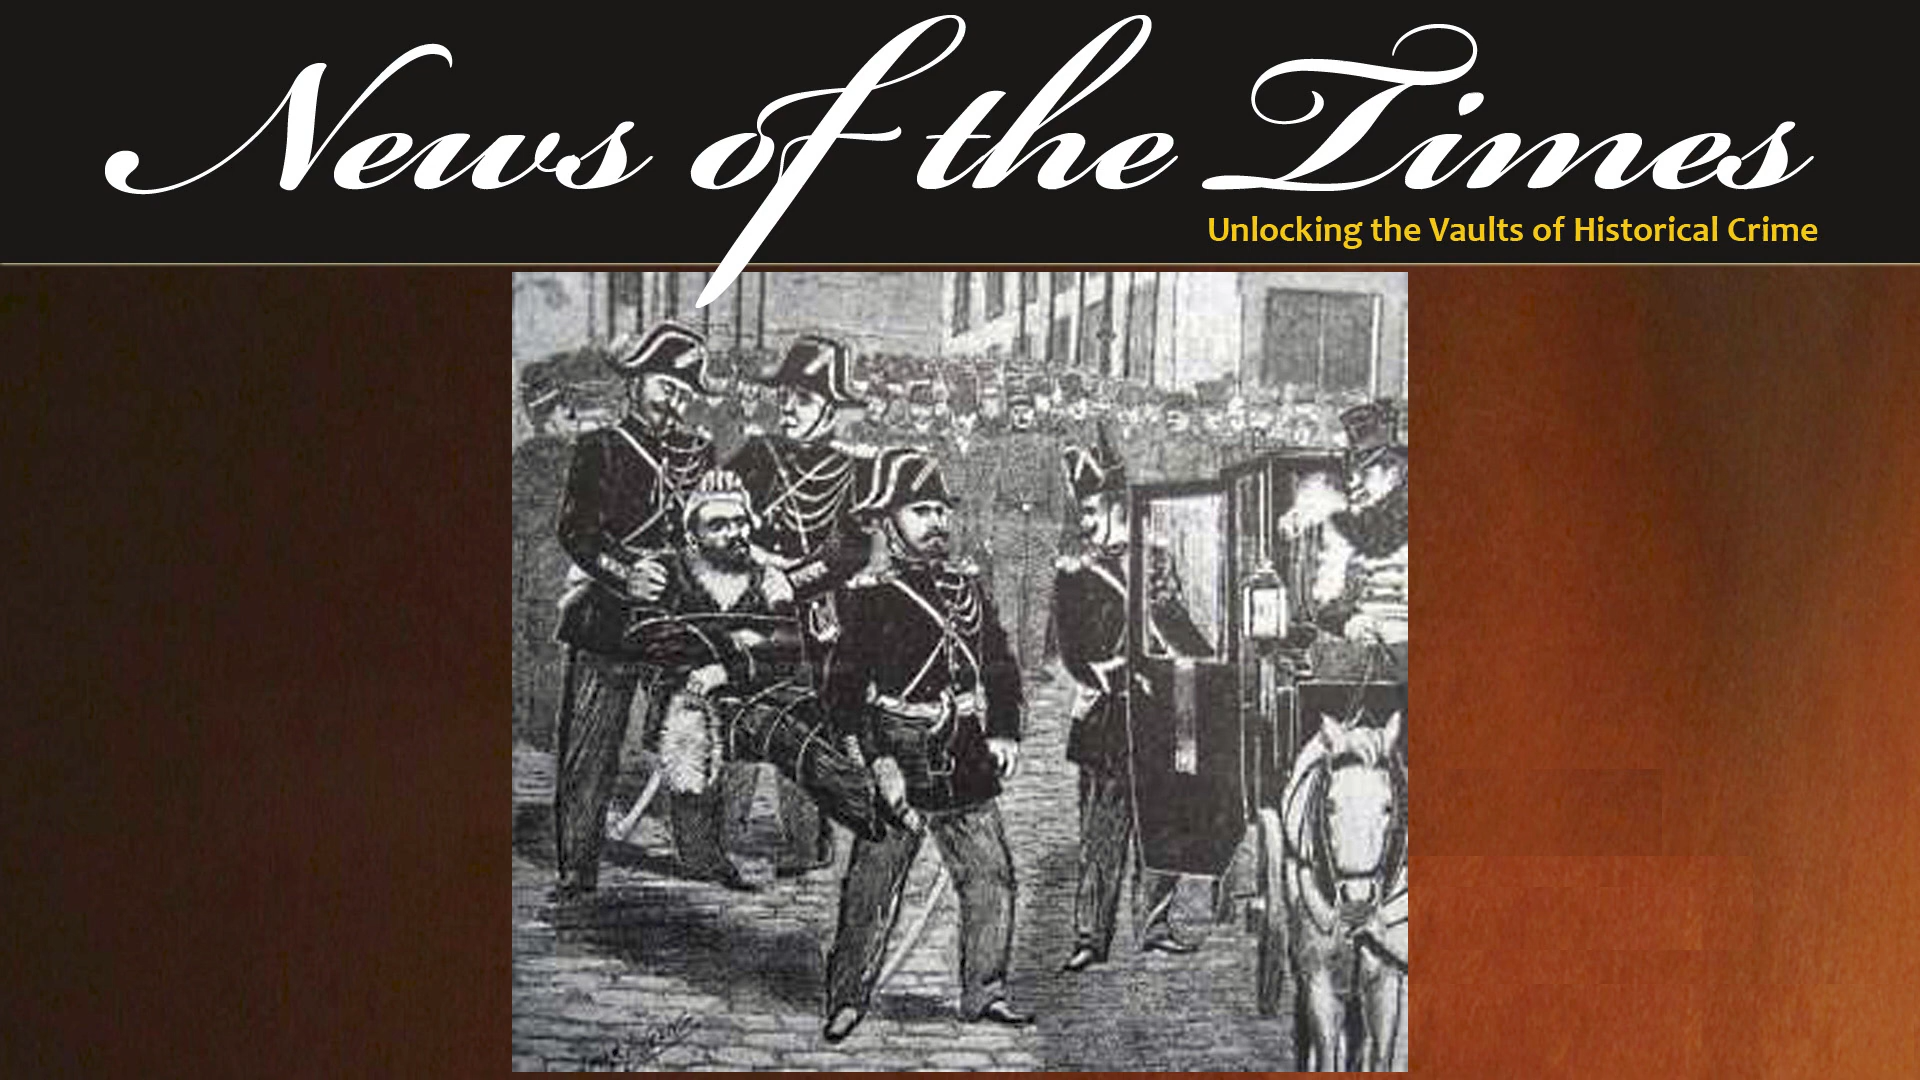 News of the Times
Unlocking the Vaults of Historical Crime